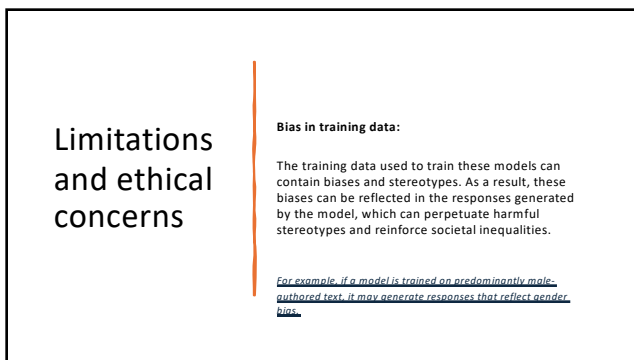 Limitations
and ethical
concerns
Bias in training data:
The training data used to train these models can
contain biases and stereotypes. As a result, these
biases can be reflected in the responses generated
by the model, which can perpetuate harmful
stereotypes and reinforce societal inequalities.
For example, if a model is trained on predominantly male-
authored text, it may generate responses that reflect gender
bias.